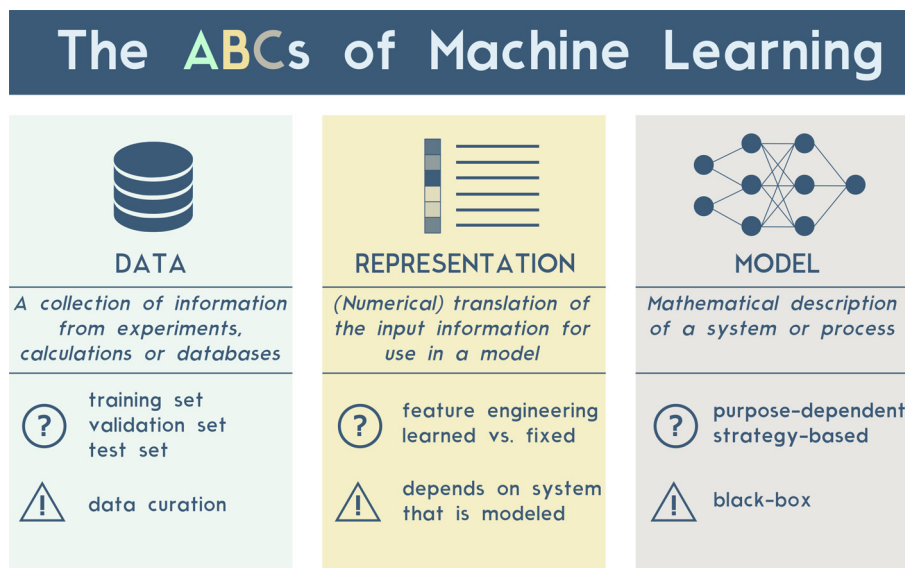 The ABCs of Machine Learning
DATA
A collection of information
from experiments,
calculations or databases
?
training set
validation set
test set
!
data curation
REPRESENTATION
(Numerical) translation of
the input information for
use in a model
?
feature engineering
learned vs. fixed
!
depends on system
that is modeled
MODEL
Mathematical description
of a system or process
?
purpose-dependent
strategy-based
!
black-box